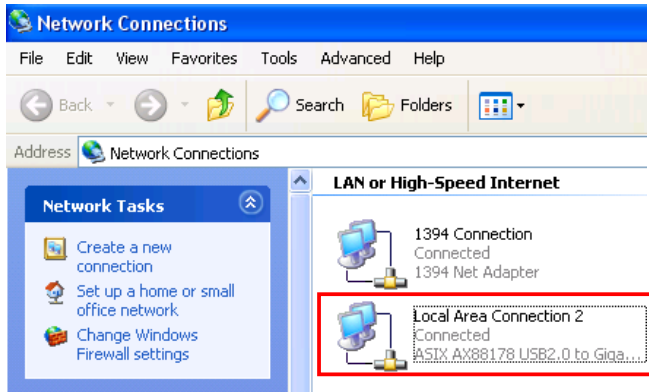 Network Connections
File Edit View Favorites Tools Advanced Help
Back Search Folders
Address Network Connections
Network Tasks
Create a new
connection
Set up a home or small
office network
Change Windows
Firewall settings
LAN or High-Speed Internet
1394 Connection
Connected
1394 Net Adapter
Local Area Connection 2
Connected
ASIX AX88178 USB2.0 to Giga...